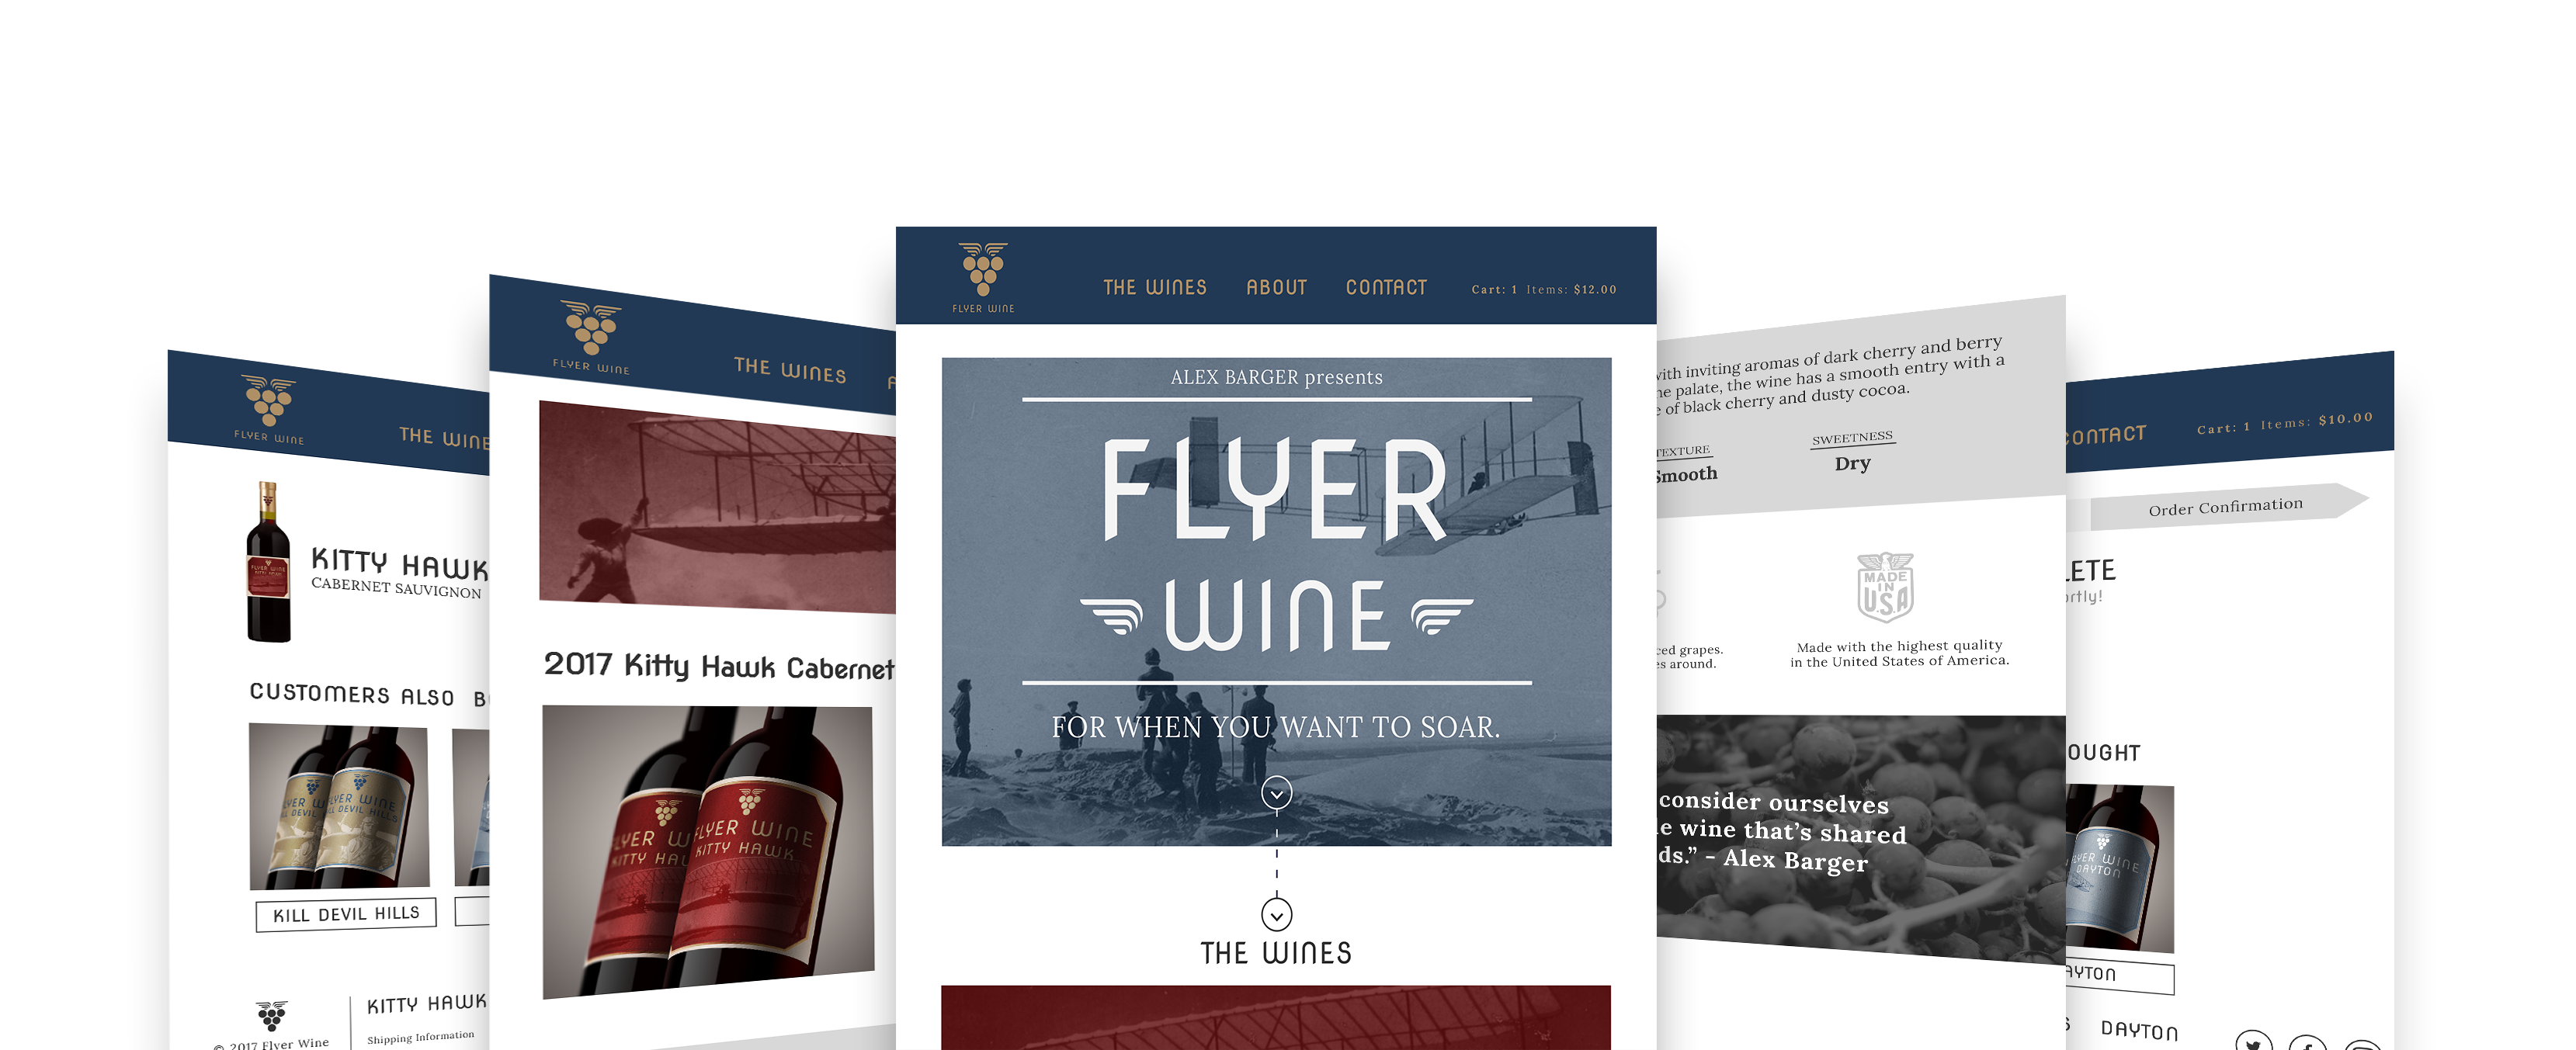 FLYER WINE
THE WINE
KITTY HAWK
CABERNET SAUVIGNON
CUSTOMERS ALSO
FLYER WINE
KILL DEVIL HILLS
KILL DEVIL HILLS
KITTY HAWK
Shipping Information
© 2017 Flyer Wine
FLYER WINE
THE WINES
2017 Kitty Hawk Cabernet
FLYER WINE
KITTY HAWK
FLYER WINE
THE WINES ABOUT CONTACT Cart: 1 Items: $12.00
ALEX BARGER presents
FLYER
WINE
FOR WHEN YOU WANT TO SOAR.
THE WINES
with inviting aromas of dark cherry and berry
palate, the wine has a smooth entry with a
of black cherry and dusty cocoa.
TEXTURE
Smooth
SWEETNESS
Dry
MADE
IN
U.S.A
grapes.
around.
Made with the highest quality
in the United States of America.
consider ourselves
wine that’s shared
ds.” - Alex Barger
CONTACT Cart: 1 Items: $10.00
Order Confirmation
LETE
rtly!
OUGHT
FLYER WINE
DAYTON
AYTON
DAYTON